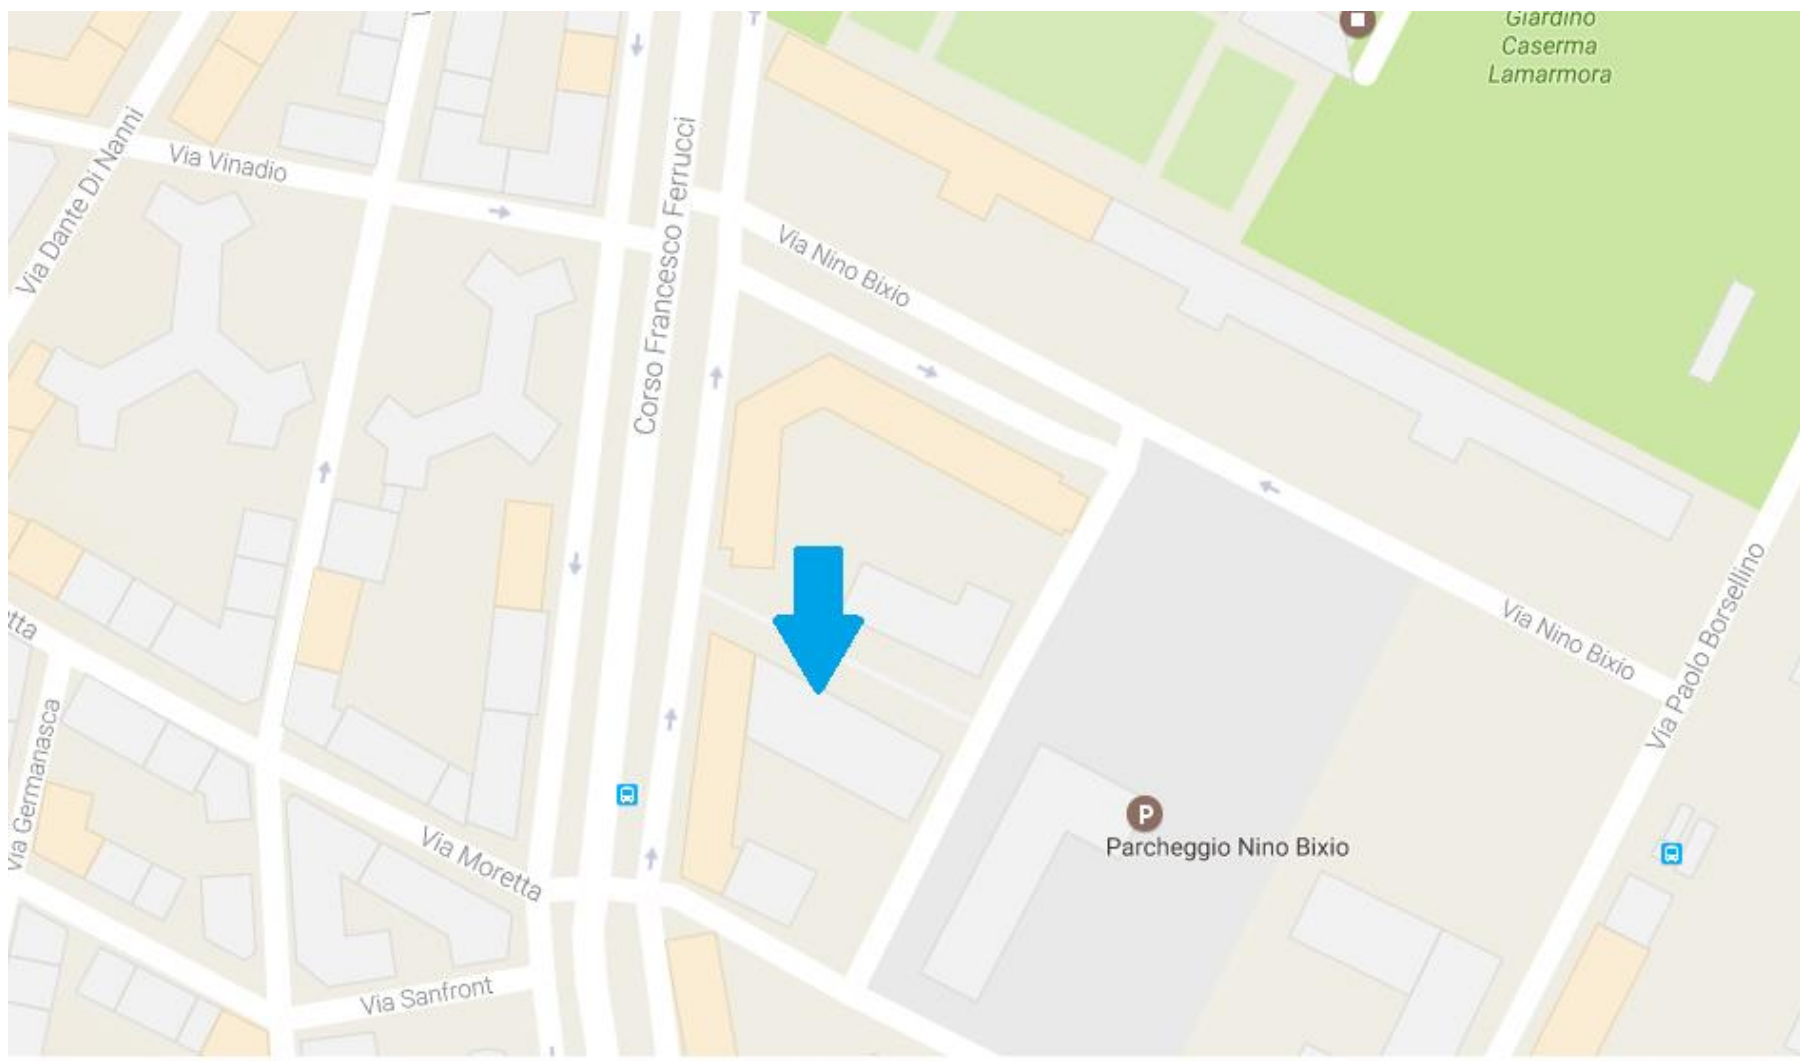 Giardino
Caserma
Lamarmora
Via Dante Di Nanni
Via Vinadio
Corso Francesco Ferrucci
Via Nino Bixio
Via Nino Bixio
Via Paolo Borsellino
Via Germanasca
Via Moretta
P
Parcheggio Nino Bixio
Via Sanfront